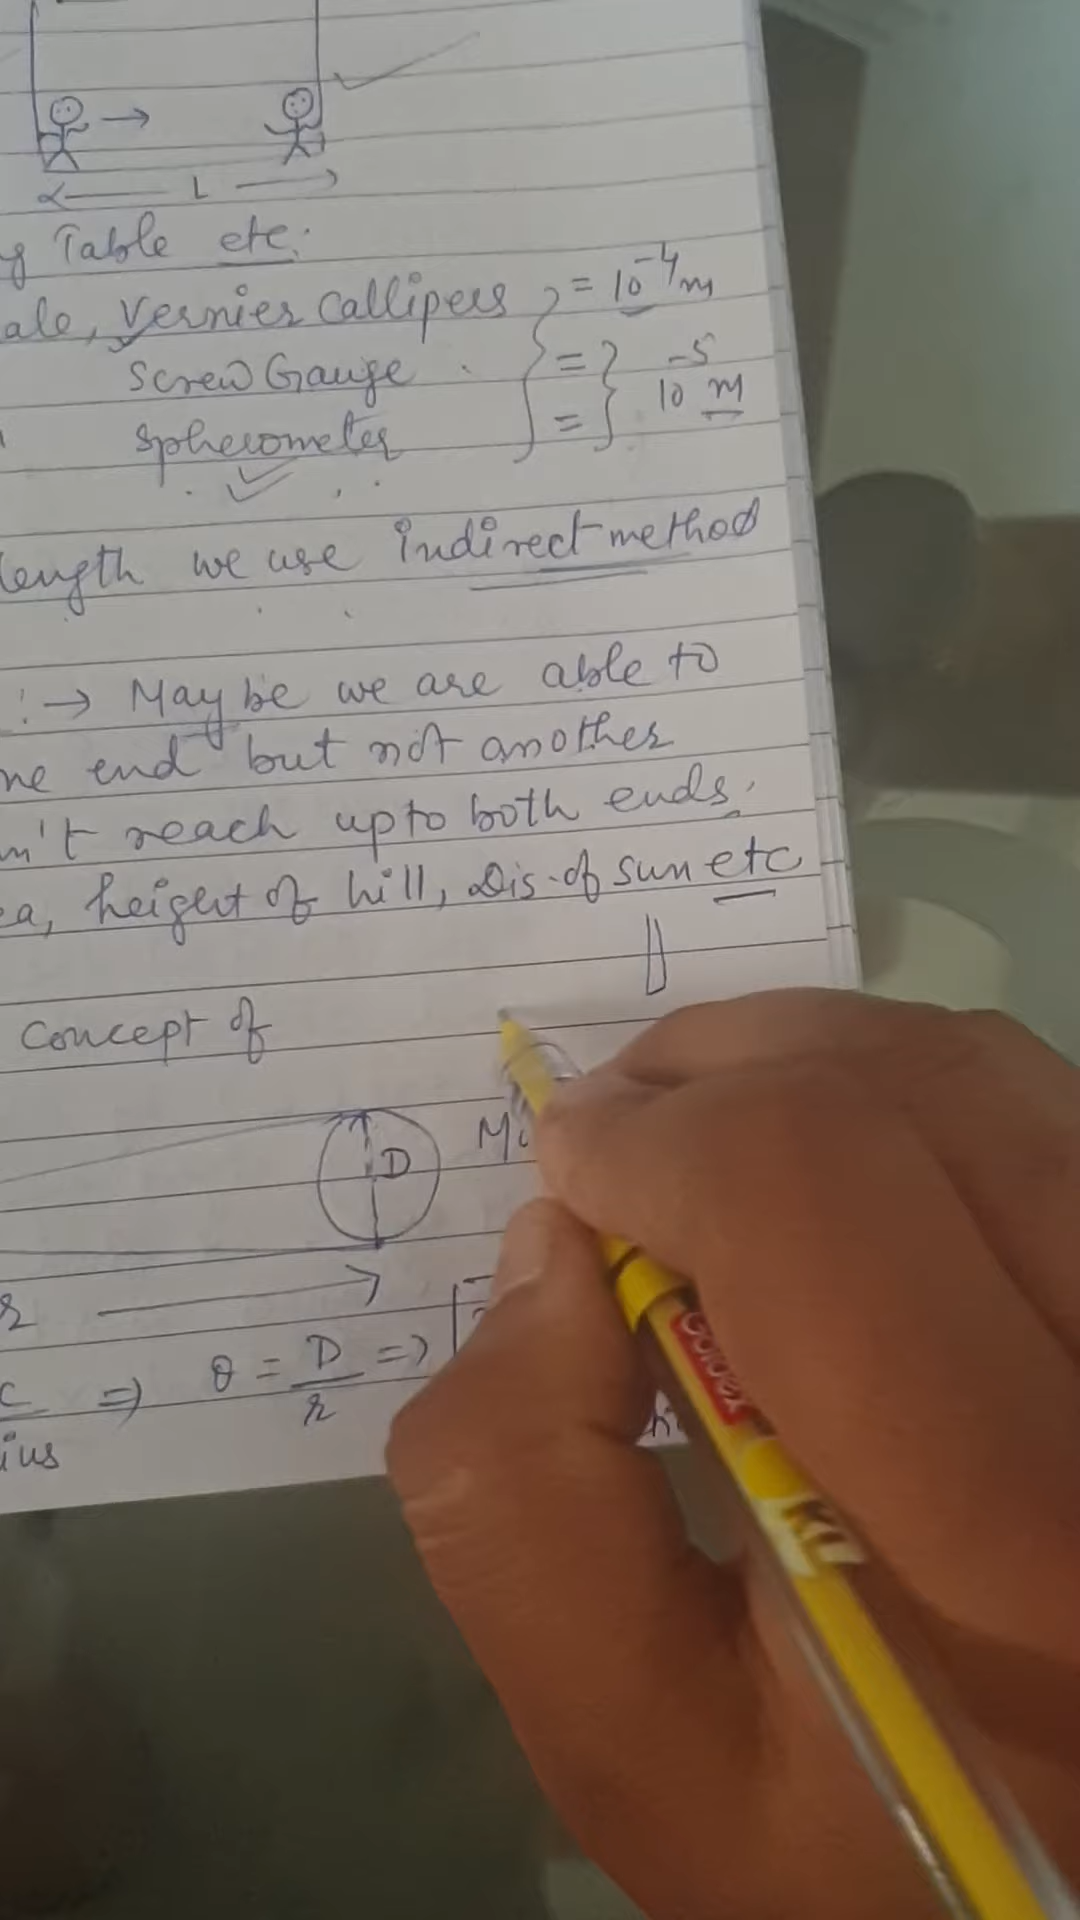 L
Table etc.
ale, Vernier Callipers } = 10⁻⁴m
Screw Gauge = } 10⁻⁵ m
Spherometer =
length we use indirect method
:→ May be we are able to
ne end but not another
n't reach upto both ends.
ea, height of hill, Dis. of sun etc
Concept of
D
r
θ = D/r ⇒
ius
Goldex